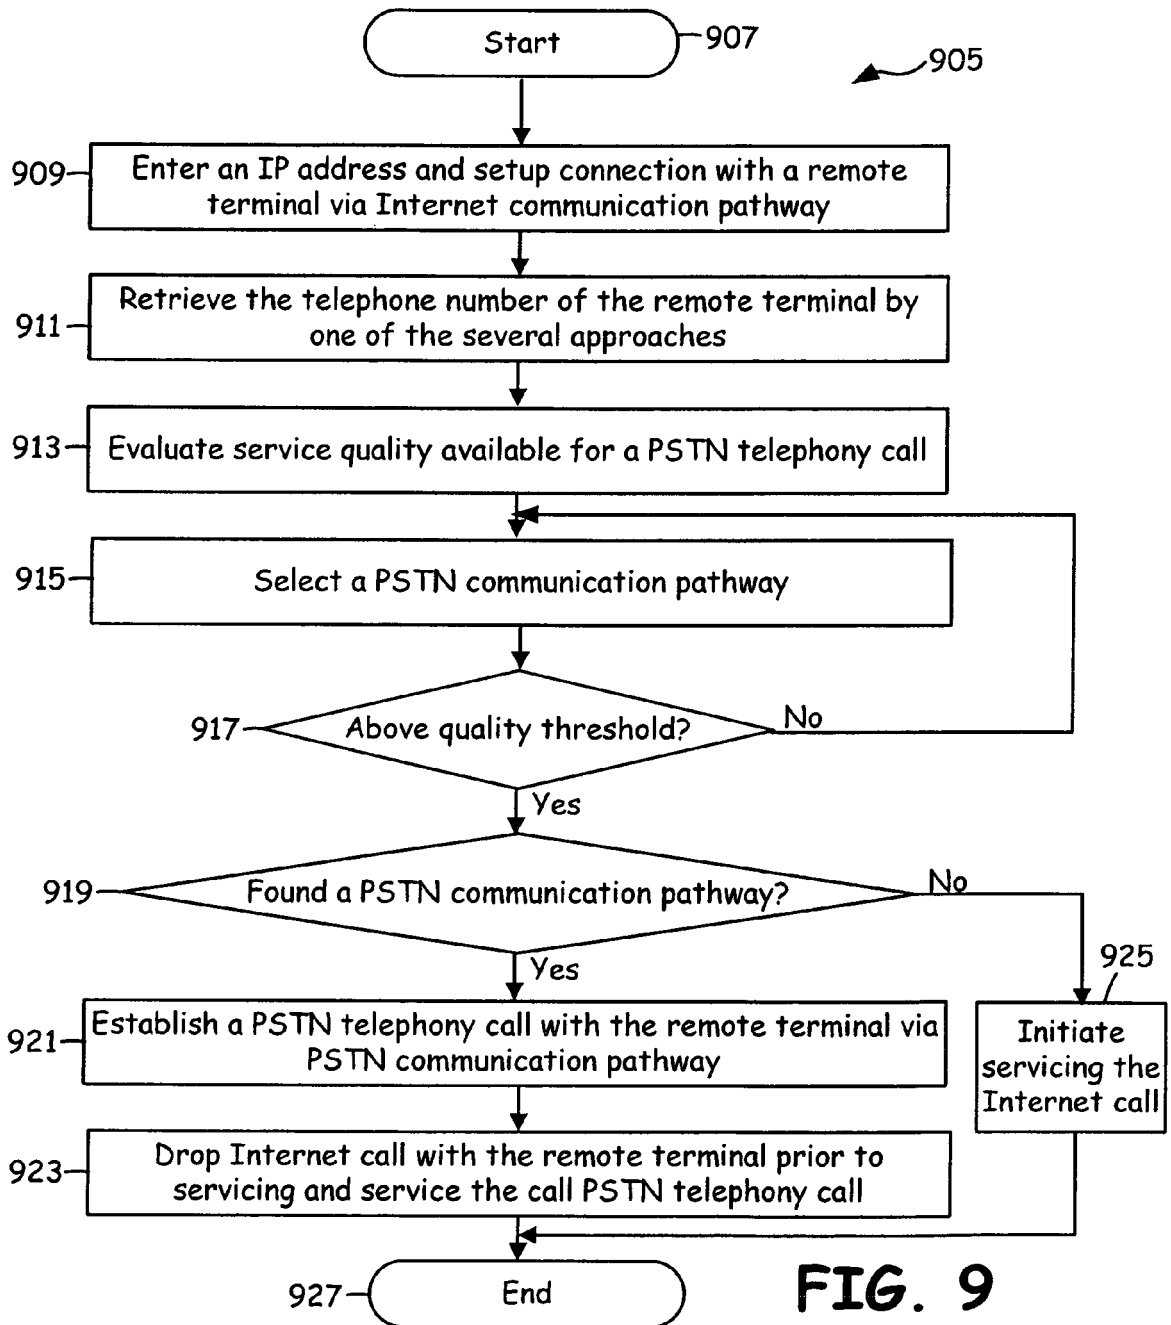 Start
907
905
909
Enter an IP address and setup connection with a remote
terminal via Internet communication pathway
911
Retrieve the telephone number of the remote terminal by
one of the several approaches
913
Evaluate service quality available for a PSTN telephony call
915
Select a PSTN communication pathway
917
Above quality threshold?
No
Yes
919
Found a PSTN communication pathway?
No
Yes
925
921
Establish a PSTN telephony call with the remote terminal via
PSTN communication pathway
Initiate
servicing the
Internet call
923
Drop Internet call with the remote terminal prior to
servicing and service the call PSTN telephony call
927
End
FIG. 9